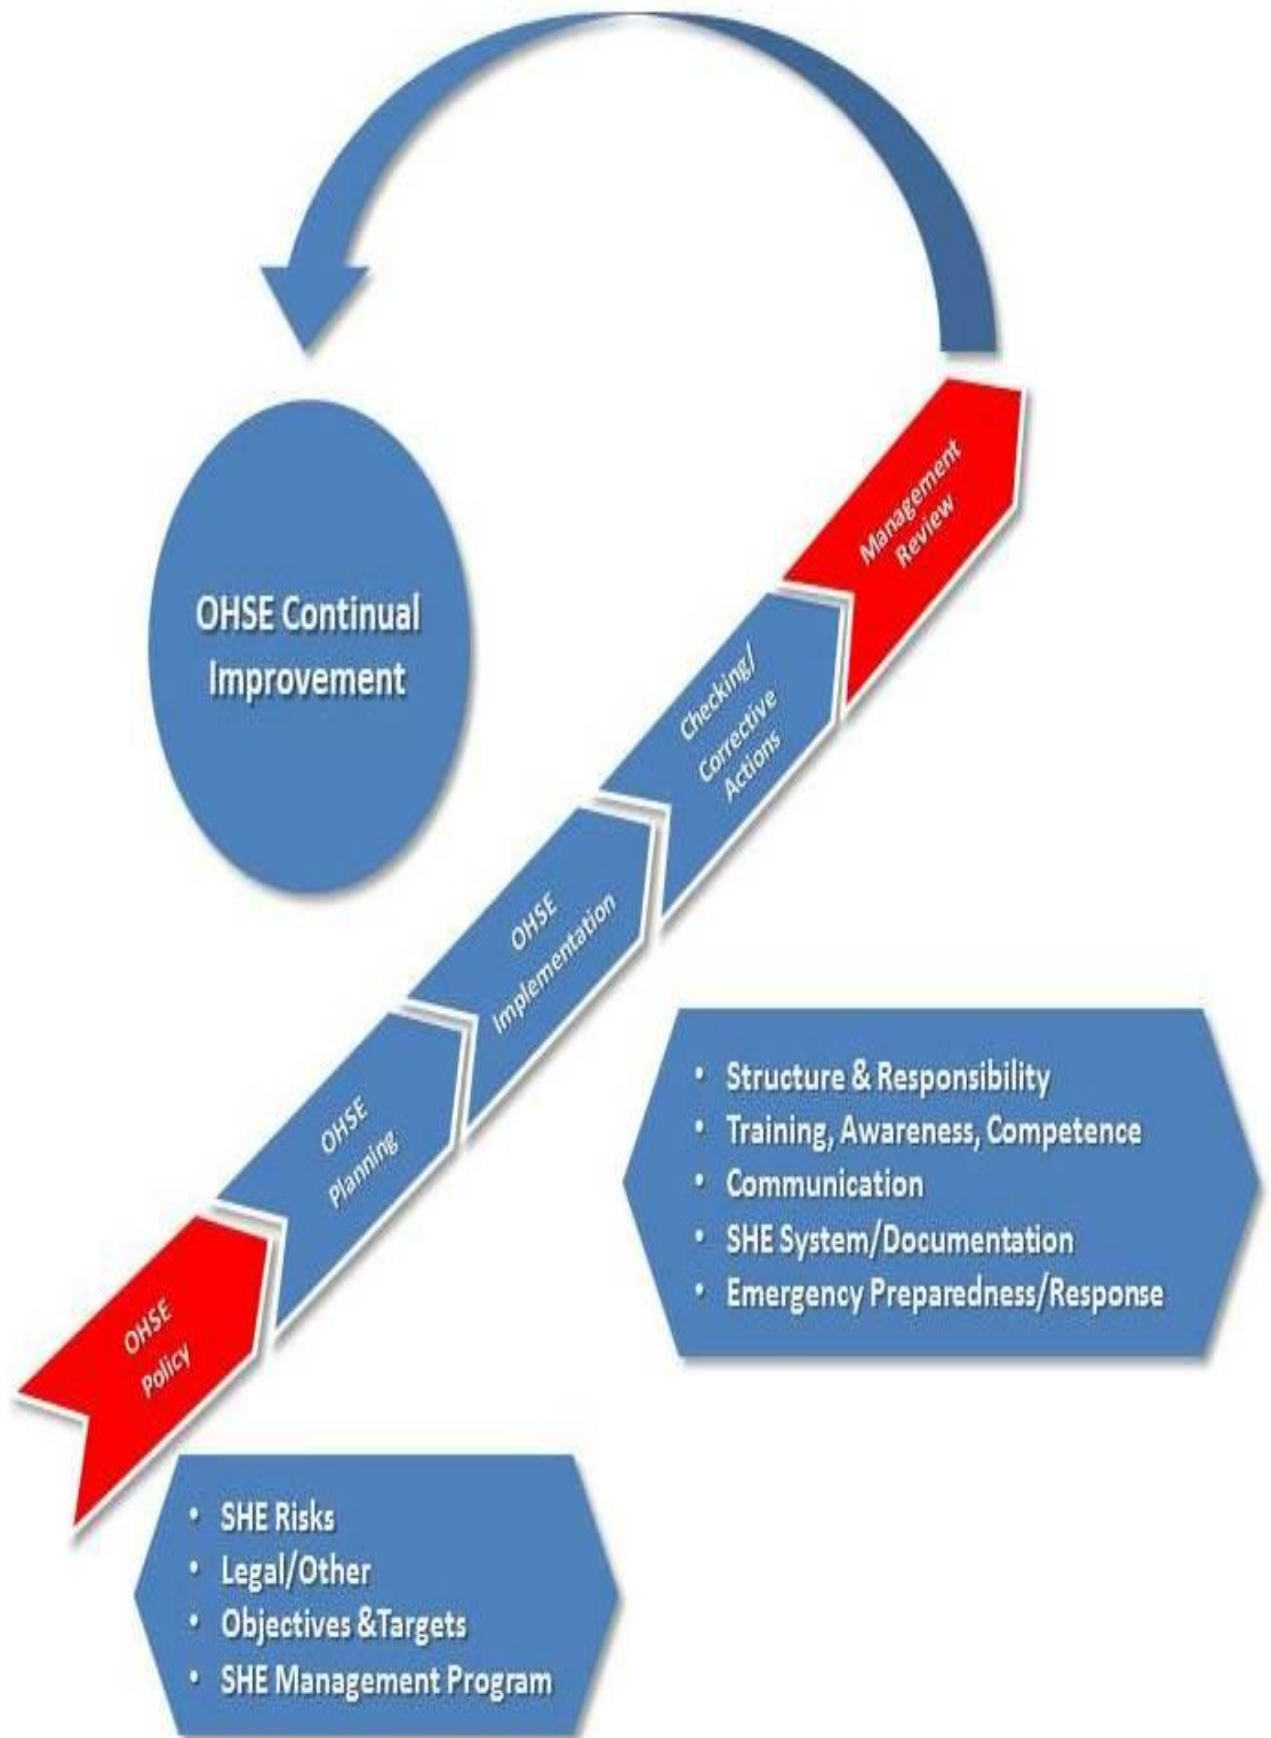 OHSE Continual
Improvement
Management
Review
Checking/
Corrective
Actions
OHSE
Implementation
OHSE
Planning
OHSE
Policy
• Structure & Responsibility
• Training, Awareness, Competence
• Communication
• SHE System/Documentation
• Emergency Preparedness/Response
• SHE Risks
• Legal/Other
• Objectives &Targets
• SHE Management Program